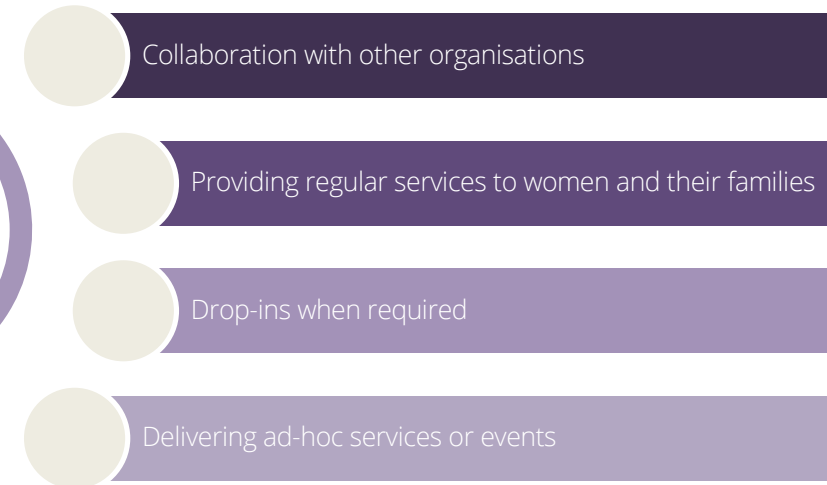 Collaboration with other organisations
Providing regular services to women and their families
Drop-ins when required
Delivering ad-hoc services or events